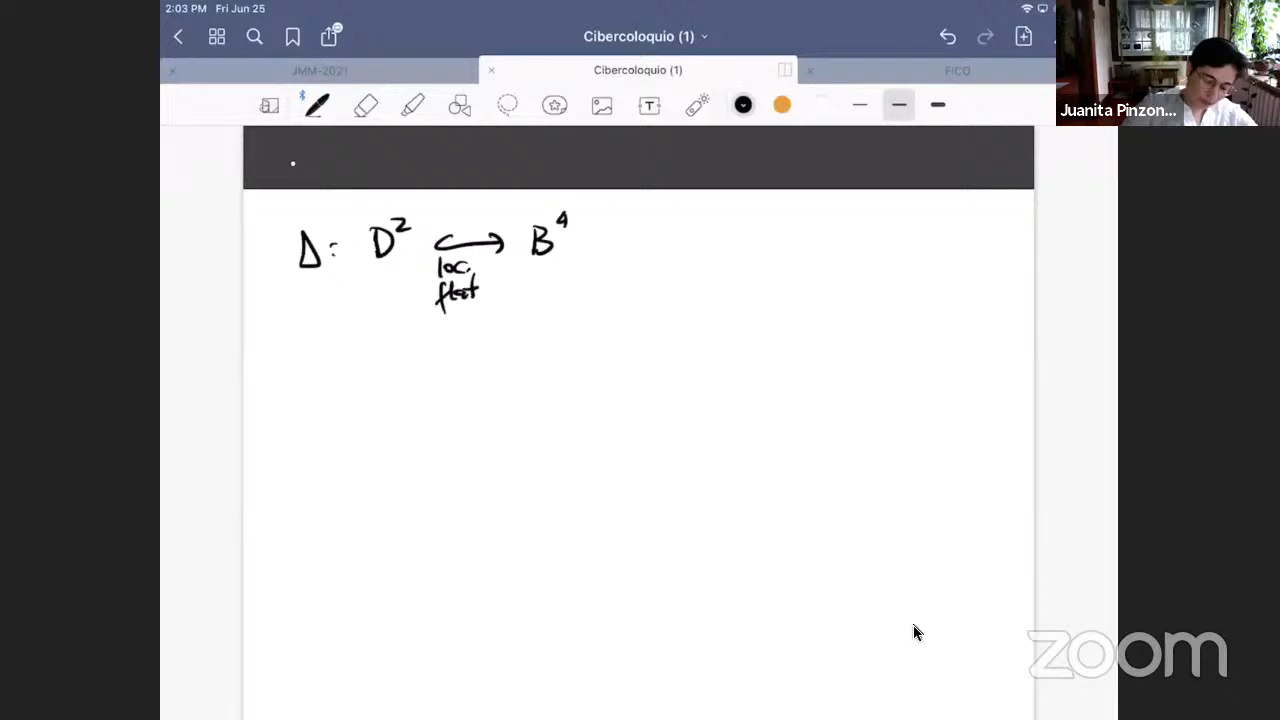 2:03 PM Fri Jun 25
Cibercoloquio (1)
JMM-2021
Cibercoloquio (1)
FICO
T
Juanita Pinzon...
Δ: D² ↪ B⁴
loc.
flat
zoom